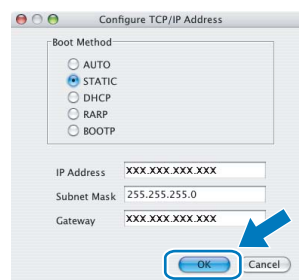 Configure TCP/IP Address
Boot Method
AUTO
STATIC
DHCP
RARP
BOOTP
IP Address XXX.XXX.XXX.XXX
Subnet Mask 255.255.255.0
Gateway XXX.XXX.XXX.XXX
OK Cancel